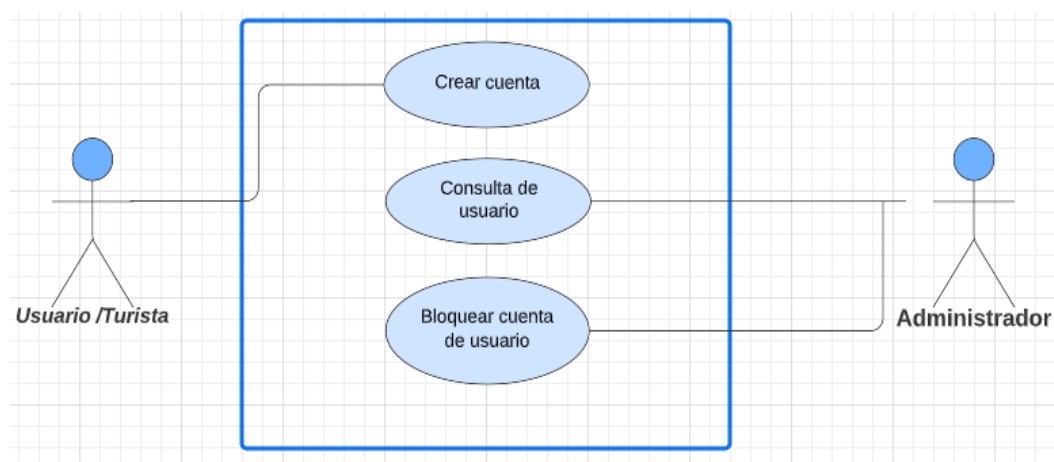 Crear cuenta
Consulta de
usuario
Bloquear cuenta
de usuario
Usuario /Turista
Administrador